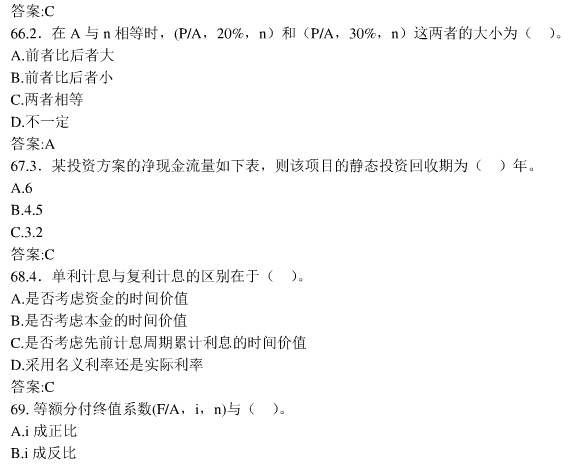 答案:C
66.2．在 A 与 n 相等时，(P/A，20%，n）和（P/A，30%，n）这两者的大小为（　）。
A.前者比后者大
B.前者比后者小
C.两者相等
D.不一定
答案:A
67.3．某投资方案的净现金流量如下表，则该项目的静态投资回收期为（　）年。
A.6
B.4.5
C.3.2
答案:C
68.4．单利计息与复利计息的区别在于（　）。
A.是否考虑资金的时间价值
B.是否考虑本金的时间价值
C.是否考虑先前计息周期累计利息的时间价值
D.采用名义利率还是实际利率
答案:C
69. 等额分付终值系数(F/A，i，n)与（　）。
A.i 成正比
B.i 成反比